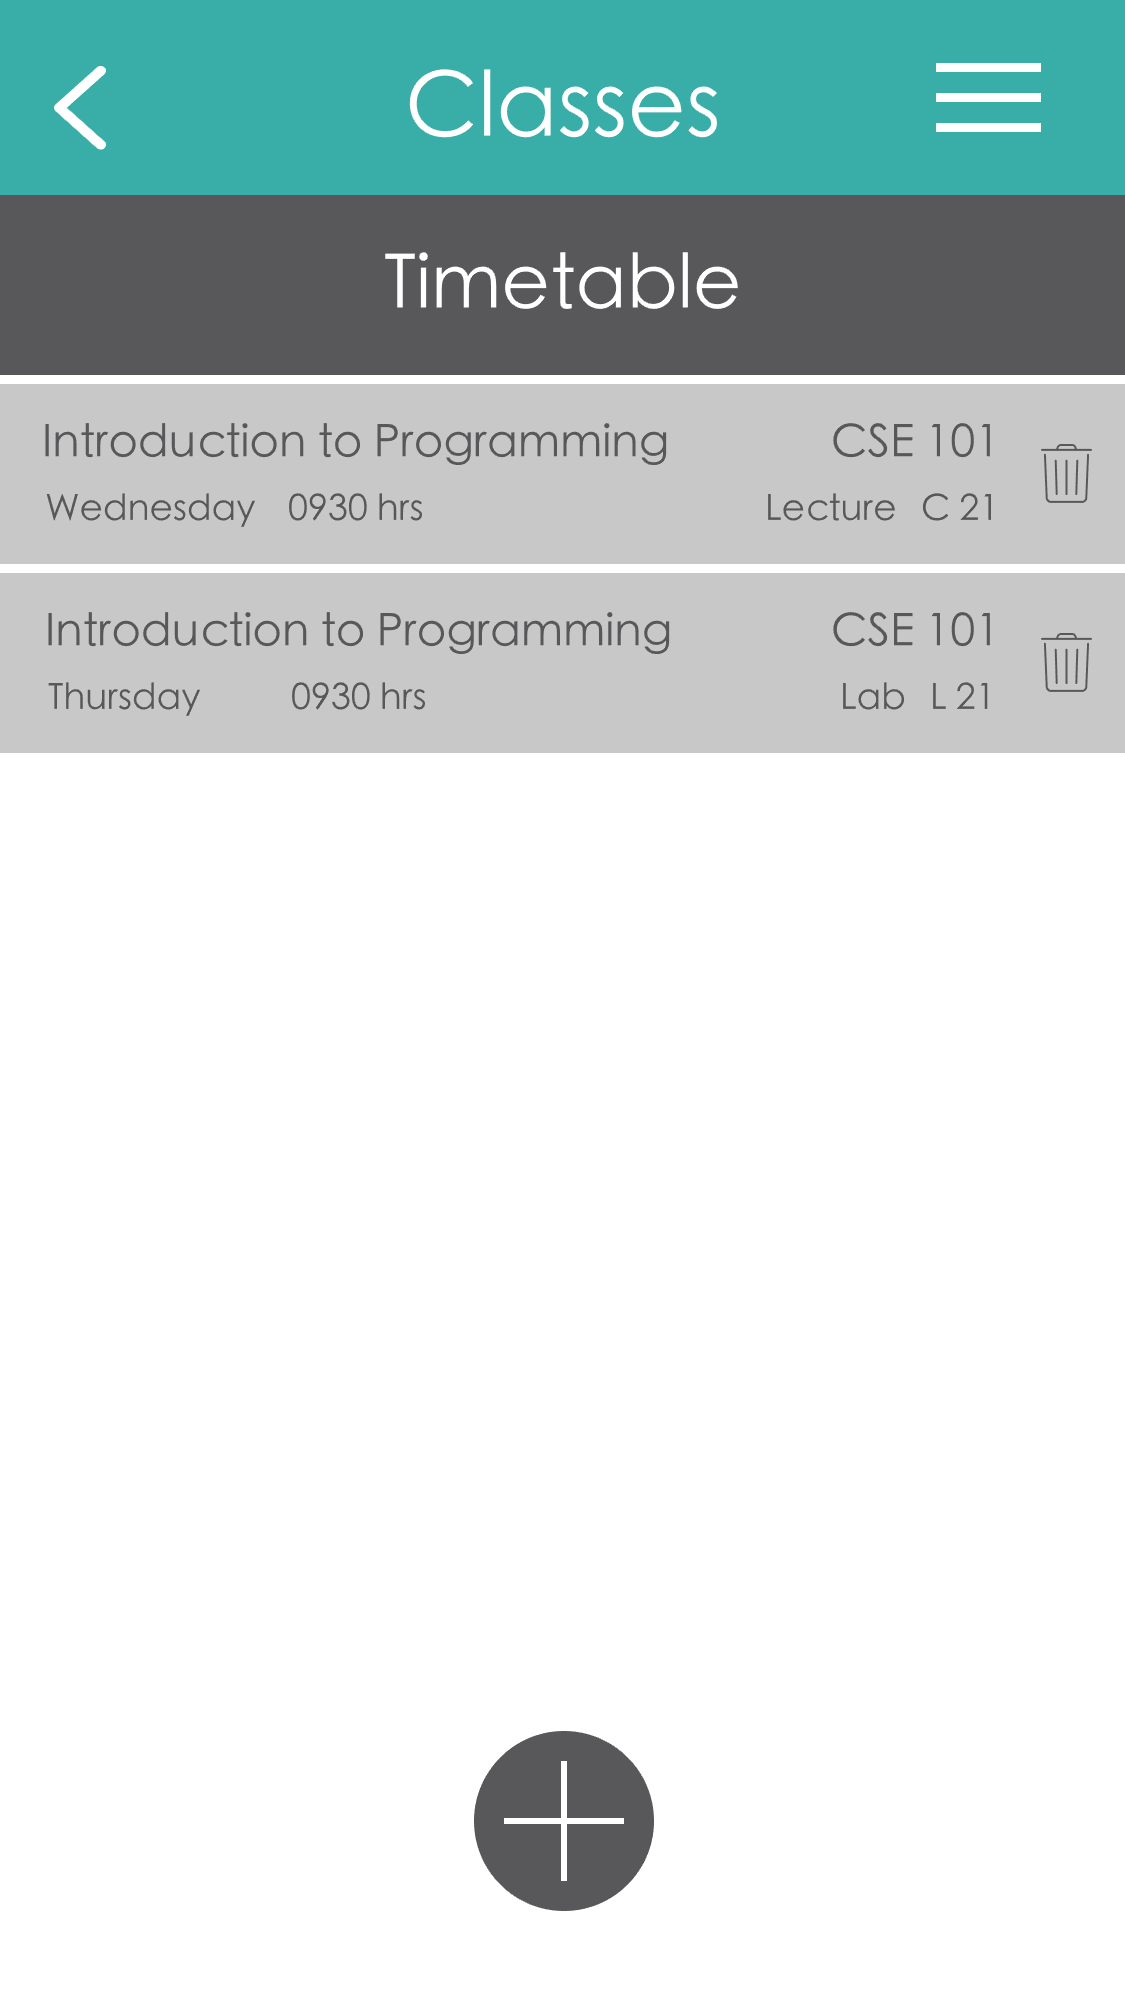 Classes
Timetable
Introduction to Programming CSE 101
Wednesday 0930 hrs Lecture C 21
Introduction to Programming CSE 101
Thursday 0930 hrs Lab L 21